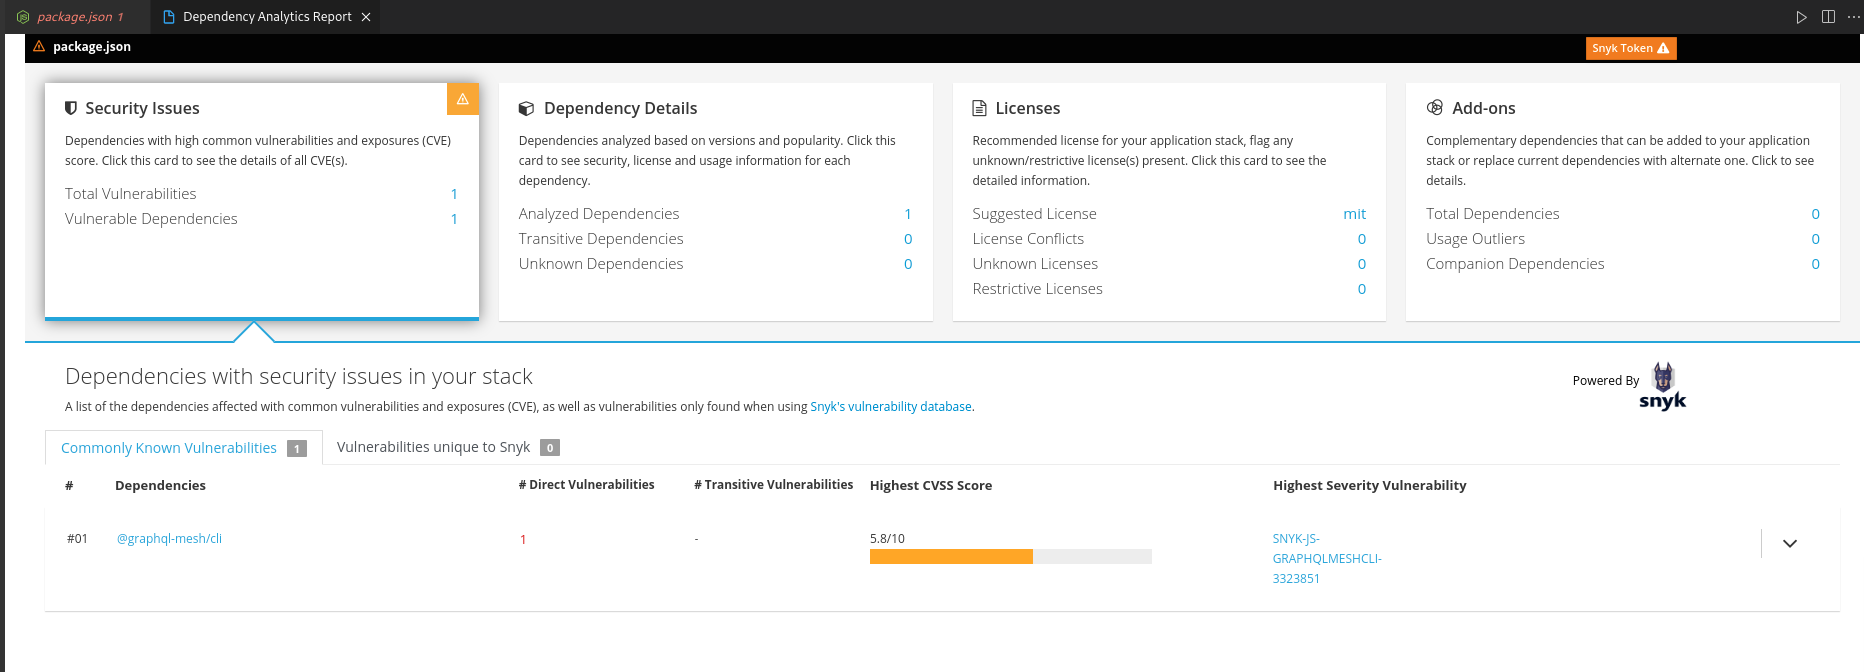 package.json 1
Dependency Analytics Report
package.json
Snyk Token
Security Issues
Dependencies with high common vulnerabilities and exposures (CVE)
score. Click this card to see the details of all CVE(s).
Total Vulnerabilities 1
Vulnerable Dependencies 1
Dependency Details
Dependencies analyzed based on versions and popularity. Click this
card to see security, license and usage information for each
dependency.
Analyzed Dependencies 1
Transitive Dependencies 0
Unknown Dependencies 0
Licenses
Recommended license for your application stack, flag any
unknown/restrictive license(s) present. Click this card to see the
detailed information.
Suggested License mit
License Conflicts 0
Unknown Licenses 0
Restrictive Licenses 0
Add-ons
Complementary dependencies that can be added to your application
stack or replace current dependencies with alternate one. Click to see
details.
Total Dependencies 0
Usage Outliers 0
Companion Dependencies 0
Dependencies with security issues in your stack
A list of the dependencies affected with common vulnerabilities and exposures (CVE), as well as vulnerabilities only found when using Snyk's vulnerability database.
Powered By
snyk
Commonly Known Vulnerabilities 1
Vulnerabilities unique to Snyk 0
# Dependencies # Direct Vulnerabilities # Transitive Vulnerabilities Highest CVSS Score Highest Severity Vulnerability
#01 @graphql-mesh/cli 1 - 5.8/10 SNYK-JS-
GRAPHQLMESHCLI-
3323851